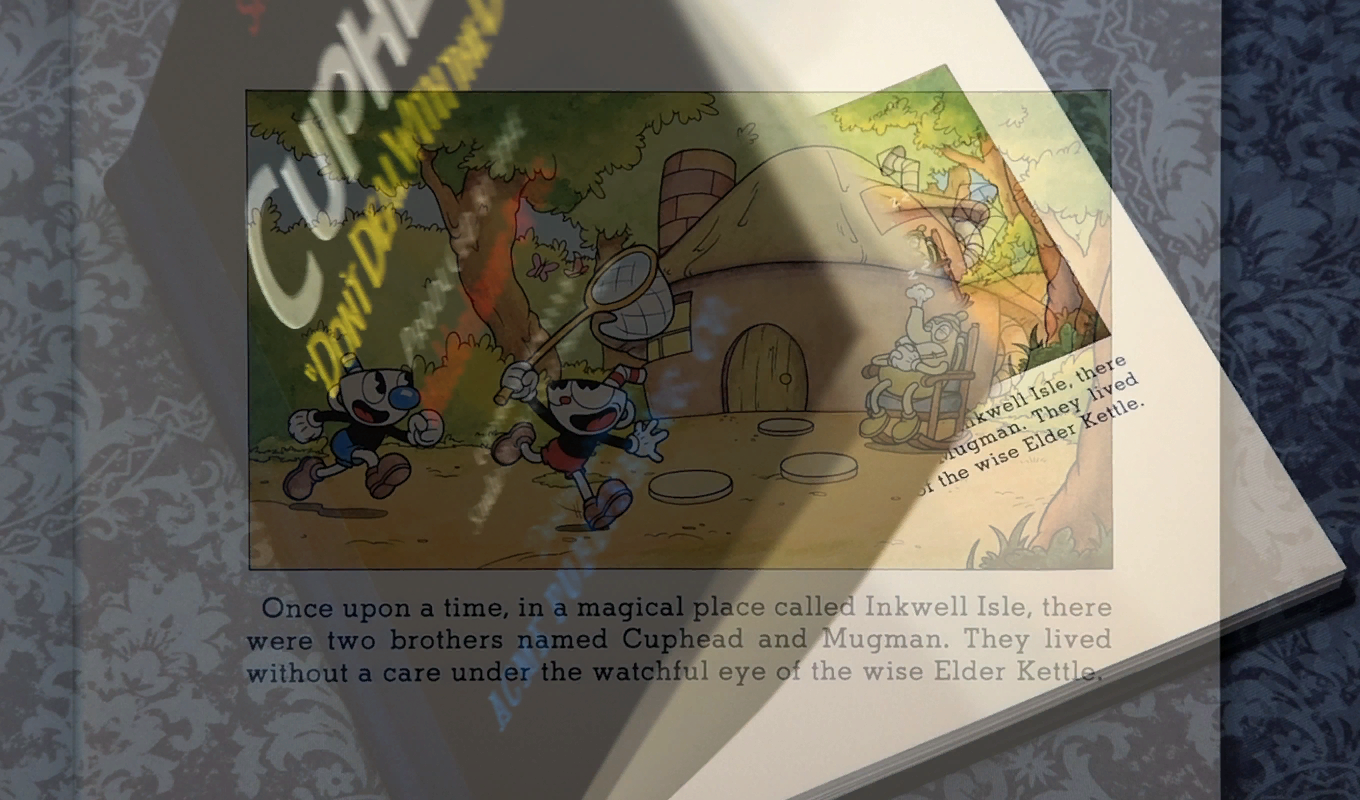 CUPHE
"DON'T DEAL WITH THE D
Once upon a time, in a magical place called Inkwell Isle, there
were two brothers named Cuphead and Mugman. They lived
without a care under the watchful eye of the wise Elder Kettle.
Inkwell Isle, there
Mugman. They lived
of the wise Elder Kettle.